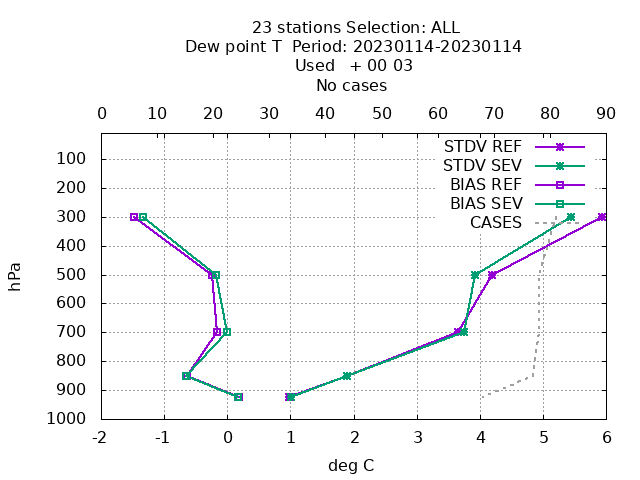 23 stations Selection: ALL
Dew point T  Period: 20230114-20230114
Used   + 00 03
No cases
0 10 20 30 40 50 60 70 80 90
STDV REF
STDV SEV
BIAS REF
BIAS SEV
CASES
100
200
300
400
500
600
700
800
900
1000
hPa
-2 -1 0 1 2 3 4 5 6
deg C